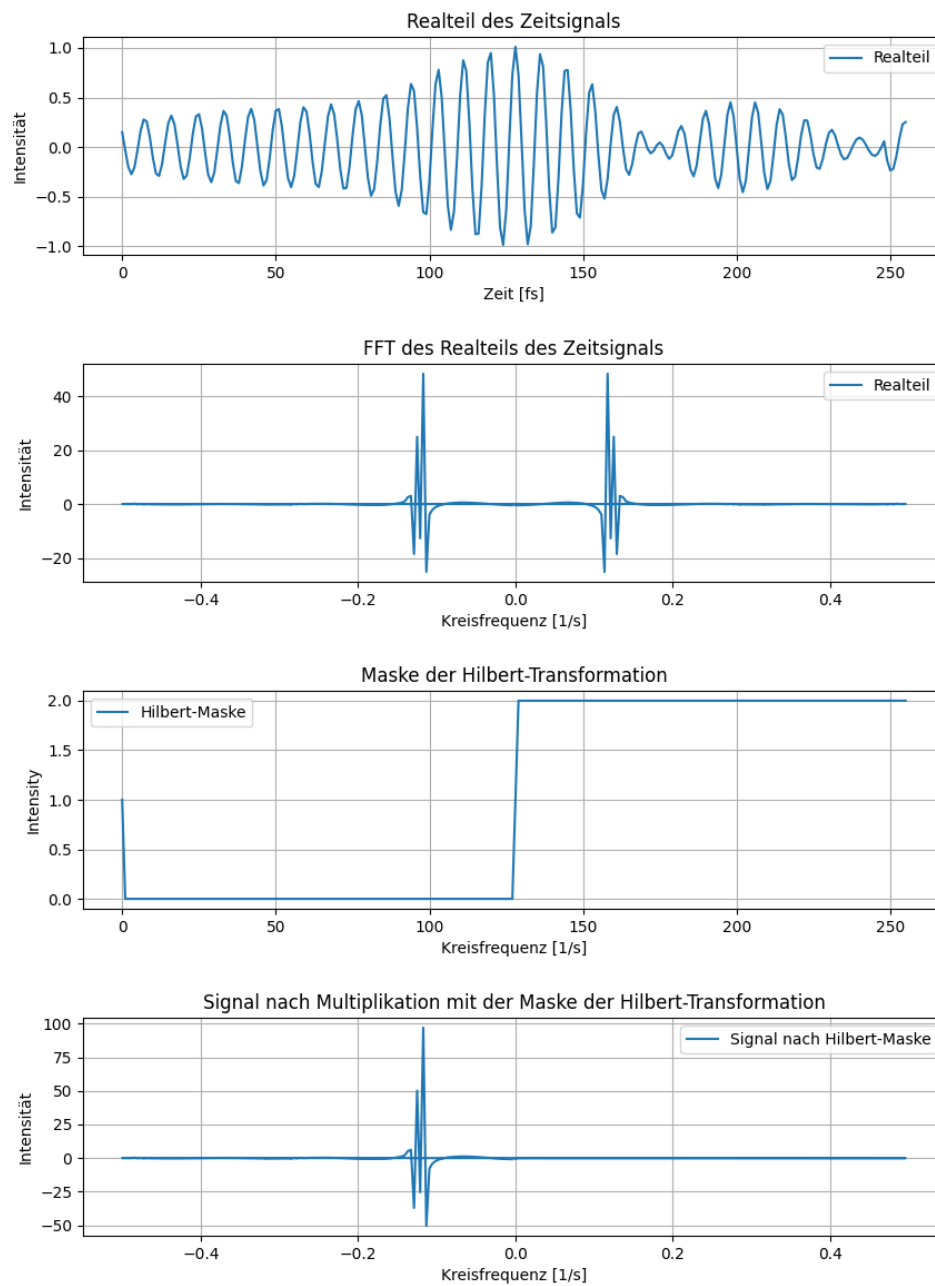 Realteil des Zeitsignals
Intensität
1.0
0.5
0.0
−0.5
−1.0
Realteil
0 50 100 150 200 250
Zeit [fs]
FFT des Realteils des Zeitsignals
Intensität
40
20
0
−20
Realteil
−0.4 −0.2 0.0 0.2 0.4
Kreisfrequenz [1/s]
Maske der Hilbert-Transformation
Intensity
2.0
1.5
1.0
0.5
0.0
Hilbert-Maske
0 50 100 150 200 250
Kreisfrequenz [1/s]
Signal nach Multiplikation mit der Maske der Hilbert-Transformation
Intensität
100
75
50
25
0
−25
−50
Signal nach Hilbert-Maske
−0.4 −0.2 0.0 0.2 0.4
Kreisfrequenz [1/s]